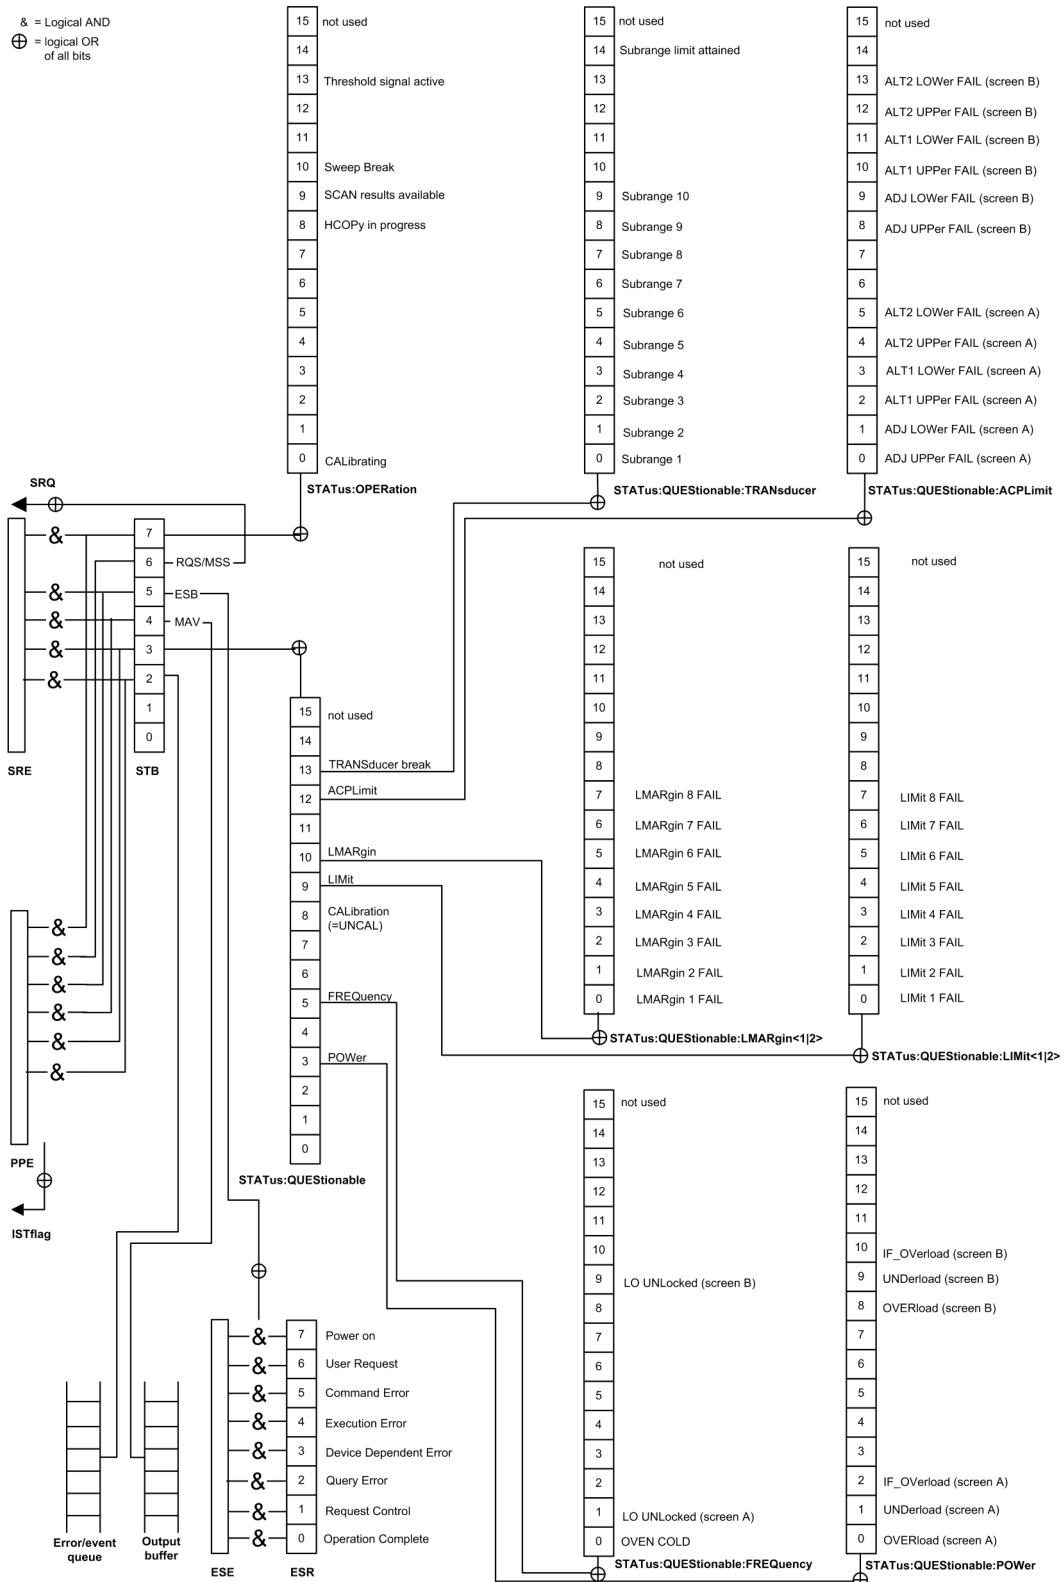 & = Logical AND
⊕ = logical OR
of all bits
15 not used
14
13 Threshold signal active
12
11
10 Sweep Break
9 SCAN results available
8 HCOPy in progress
7
6
5
4
3
2
1
0 CALibrating
STATus:OPERation
15 not used
14 Subrange limit attained
13
12
11
10
9 Subrange 10
8 Subrange 9
7 Subrange 8
6 Subrange 7
5 Subrange 6
4 Subrange 5
3 Subrange 4
2 Subrange 3
1 Subrange 2
0 Subrange 1
STATus:QUEStionable:TRANsducer
15 not used
14
13 ALT2 LOWer FAIL (screen B)
12 ALT2 UPPer FAIL (screen B)
11 ALT1 LOWer FAIL (screen B)
10 ALT1 UPPer FAIL (screen B)
9 ADJ LOWer FAIL (screen B)
8 ADJ UPPer FAIL (screen B)
7
6
5 ALT2 LOWer FAIL (screen A)
4 ALT2 UPPer FAIL (screen A)
3 ALT1 LOWer FAIL (screen A)
2 ALT1 UPPer FAIL (screen A)
1 ADJ LOWer FAIL (screen A)
0 ADJ UPPer FAIL (screen A)
STATus:QUEStionable:ACPLimit
SRQ
& 7
6 RQS/MSS
& 5 ESB
& 4 MAV
& 3
& 2
1
0
SRE
STB
15 not used
14
13 TRANSducer break
12 ACPLimit
11
10 LMARgin
9 LIMit
8 CALibration
(=UNCAL)
7
6
5 FREQuency
4
3 POWer
2
1
0
STATus:QUEStionable
15 not used
14
13
12
11
10
9
8
7 LMARgin 8 FAIL
6 LMARgin 7 FAIL
5 LMARgin 6 FAIL
4 LMARgin 5 FAIL
3 LMARgin 4 FAIL
2 LMARgin 3 FAIL
1 LMARgin 2 FAIL
0 LMARgin 1 FAIL
STATus:QUEStionable:LMARgin<1|2>
15 not used
14
13
12
11
10
9
8
7 LIMit 8 FAIL
6 LIMit 7 FAIL
5 LIMit 6 FAIL
4 LIMit 5 FAIL
3 LIMit 4 FAIL
2 LIMit 3 FAIL
1 LIMit 2 FAIL
0 LIMit 1 FAIL
STATus:QUEStionable:LIMit<1|2>
&
&
&
&
&
&
PPE
ISTflag
Error/event
queue
Output
buffer
& 7 Power on
& 6 User Request
& 5 Command Error
& 4 Execution Error
& 3 Device Dependent Error
& 2 Query Error
& 1 Request Control
& 0 Operation Complete
ESE
ESR
15 not used
14
13
12
11
10
9 LO UNLocked (screen B)
8
7
6
5
4
3
2
1 LO UNLocked (screen A)
0 OVEN COLD
STATus:QUEStionable:FREQuency
15 not used
14
13
12
11
10 IF_OVerload (screen B)
9 UNDerload (screen B)
8 OVERload (screen B)
7
6
5
4
3
2 IF_OVerload (screen A)
1 UNDerload (screen A)
0 OVERload (screen A)
STATus:QUEStionable:POWer